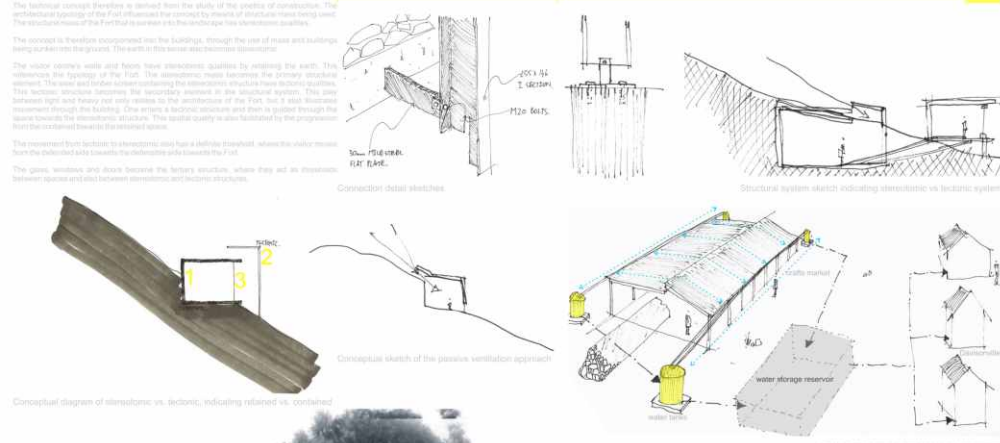 The technical concept therefore is derived from the study of the poetics of construction. The
architectural typology of the Fort influenced the concept by means of structural mass being used.
The structural mass of the Fort that is sunken into the landscape has stereotomic qualities.
The concept is therefore incorporated into the buildings, through the use of mass and buildings
being sunken into the ground. The earth in this sense also becomes stereotomic.
The visitor centre's walls and floors have stereotomic qualities by retaining the earth. This
references the typology of the Fort. The stereotomic mass becomes the primary structural
element. The steel and timber screen containing the stereotomic structure have tectonic qualities.
This tectonic structure becomes the secondary element in the structural system. This play
between light and heavy not only relates to the architecture of the Fort, but it also illustrates
movement through the building. One enters a tectonic structure and then is guided through the
space towards the stereotomic structure. This spatial quality is also facilitated by the progression
from the contained towards the retained space.
The movement from tectonic to stereotomic also has a definite threshold, where the visitor moves
from the defended side towards the defensible side towards the Fort.
The glass, windows and doors become the tertiary structure, where they act as thresholds
between spaces and also between stereotomic and tectonic structures.
I SECTION.
M20 BOLTS.
FLAT PLATE.
Connection detail sketches
Structural system sketch indicating stereotomic vs tectonic system
TECTONIC.
1
2
3
Conceptual sketch of the passive ventilation approach
Conceptual diagram of stereotomic vs. tectonic, indicating retained vs. contained
crafts market
water storage reservoir
water tanks
Davisonville